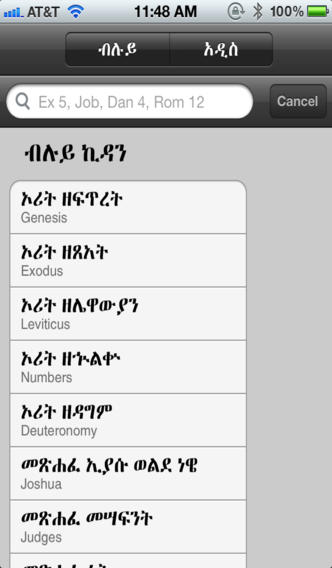 AT&T 11:48 AM 100%
ብሉይ አዲስ
Ex 5, Job, Dan 4, Rom 12 Cancel
ብሉይ ኪዳን
ኦሪት ዘፍጥረት
Genesis
ኦሪት ዘጸአት
Exodus
ኦሪት ዘሌዋውያን
Leviticus
ኦሪት ዘኍልቍ
Numbers
ኦሪት ዘዳግም
Deuteronomy
መጽሐፈ ኢያሱ ወልደ ነዌ
Joshua
መጽሐፈ መሣፍንት
Judges